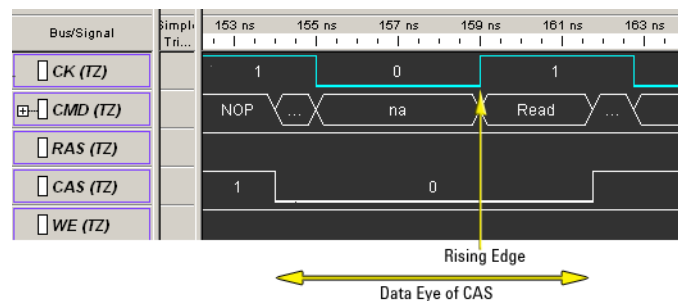 Bus/Signal
Simple
Tri...
153 ns 155 ns 157 ns 159 ns 161 ns 163 ns
CK (TZ) 1 0 1
CMD (TZ) NOP ... na Read ...
RAS (TZ)
CAS (TZ) 1 0
WE (TZ)
Rising Edge
Data Eye of CAS